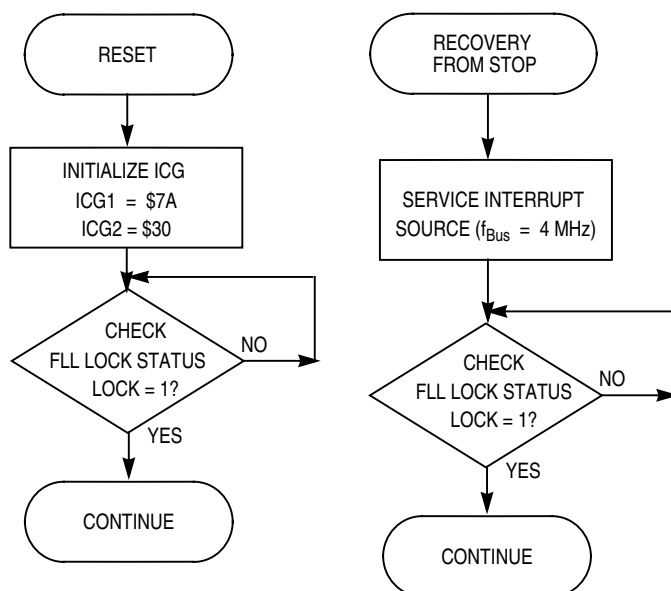 RESET
INITIALIZE ICG
ICG1 = $7A
ICG2 = $30
CHECK
FLL LOCK STATUS
LOCK = 1?
NO
YES
CONTINUE
RECOVERY
FROM STOP
SERVICE INTERRUPT
SOURCE (fBus = 4 MHz)
CHECK
FLL LOCK STATUS
LOCK = 1?
NO
YES
CONTINUE